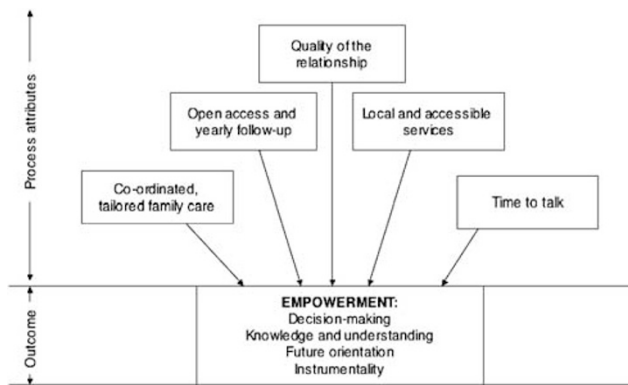 Process attributes
Quality of the
relationship
Open access and
yearly follow-up
Local and accessible
services
Co-ordinated,
tailored family care
Time to talk
Outcome
EMPOWERMENT:
Decision-making
Knowledge and understanding
Future orientation
Instrumentality